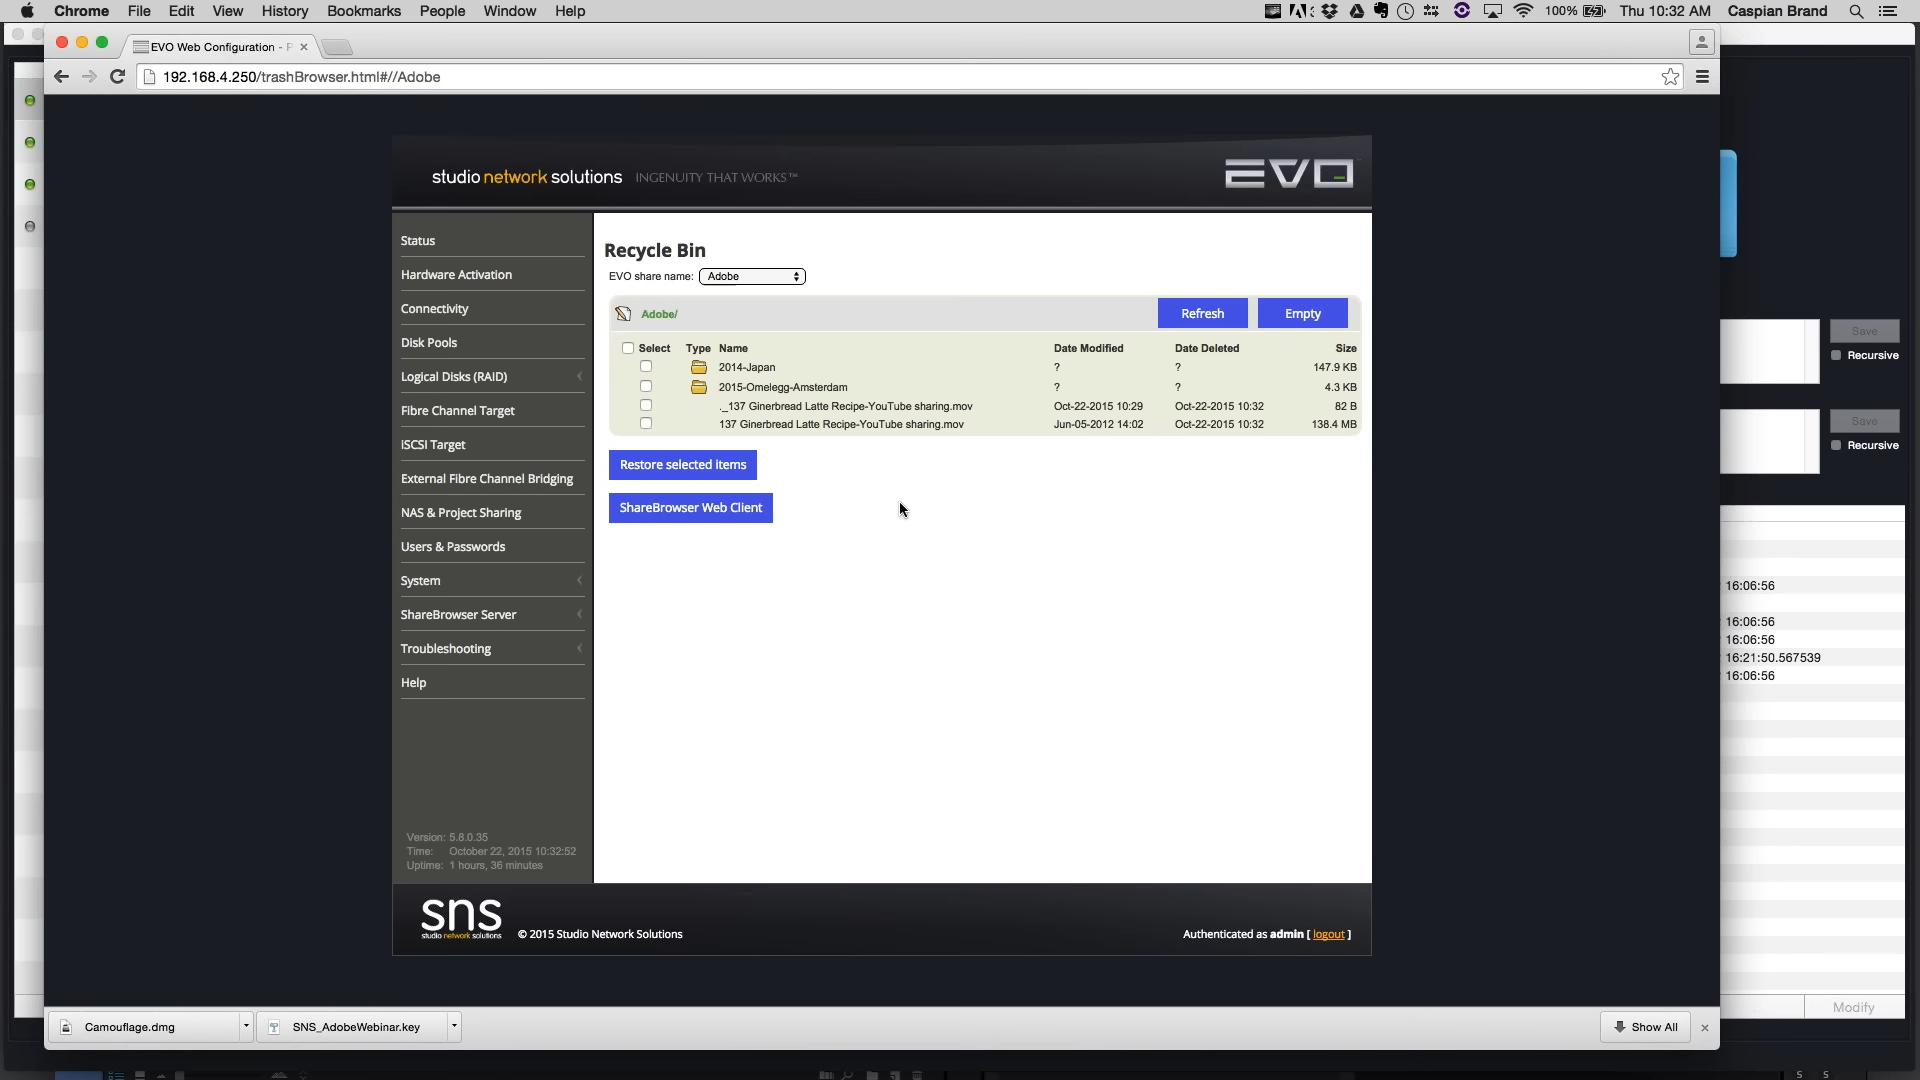 Chrome File Edit View History Bookmarks People Window Help 100% Thu 10:32 AM Caspian Brand
EVO Web Configuration - P
192.168.4.250/trashBrowser.html#//Adobe
studio network solutions INGENUITY THAT WORKS™ EVO
Status
Hardware Activation
Connectivity
Disk Pools
Logical Disks (RAID)
Fibre Channel Target
iSCSI Target
External Fibre Channel Bridging
NAS & Project Sharing
Users & Passwords
System
ShareBrowser Server
Troubleshooting
Help
Version: 5.8.0.35
Time: October 22, 2015 10:32:52
Uptime: 1 hours, 36 minutes
Recycle Bin
EVO share name: Adobe
Adobe/ Refresh Empty
Select Type Name Date Modified Date Deleted Size
2014-Japan ? ? 147.9 KB
2015-Omelegg-Amsterdam ? ? 4.3 KB
._137 Ginerbread Latte Recipe-YouTube sharing.mov Oct-22-2015 10:29 Oct-22-2015 10:32 82 B
137 Ginerbread Latte Recipe-YouTube sharing.mov Jun-05-2012 14:02 Oct-22-2015 10:32 138.4 MB
Restore selected items
ShareBrowser Web Client
Save
Recursive
Save
Recursive
16:06:56
16:06:56
16:06:56
16:21:50.567539
16:06:56
Modify
sns
studio network solutions
© 2015 Studio Network Solutions
Authenticated as admin [ logout ]
Camouflage.dmg SNS_AdobeWebinar.key Show All
S S